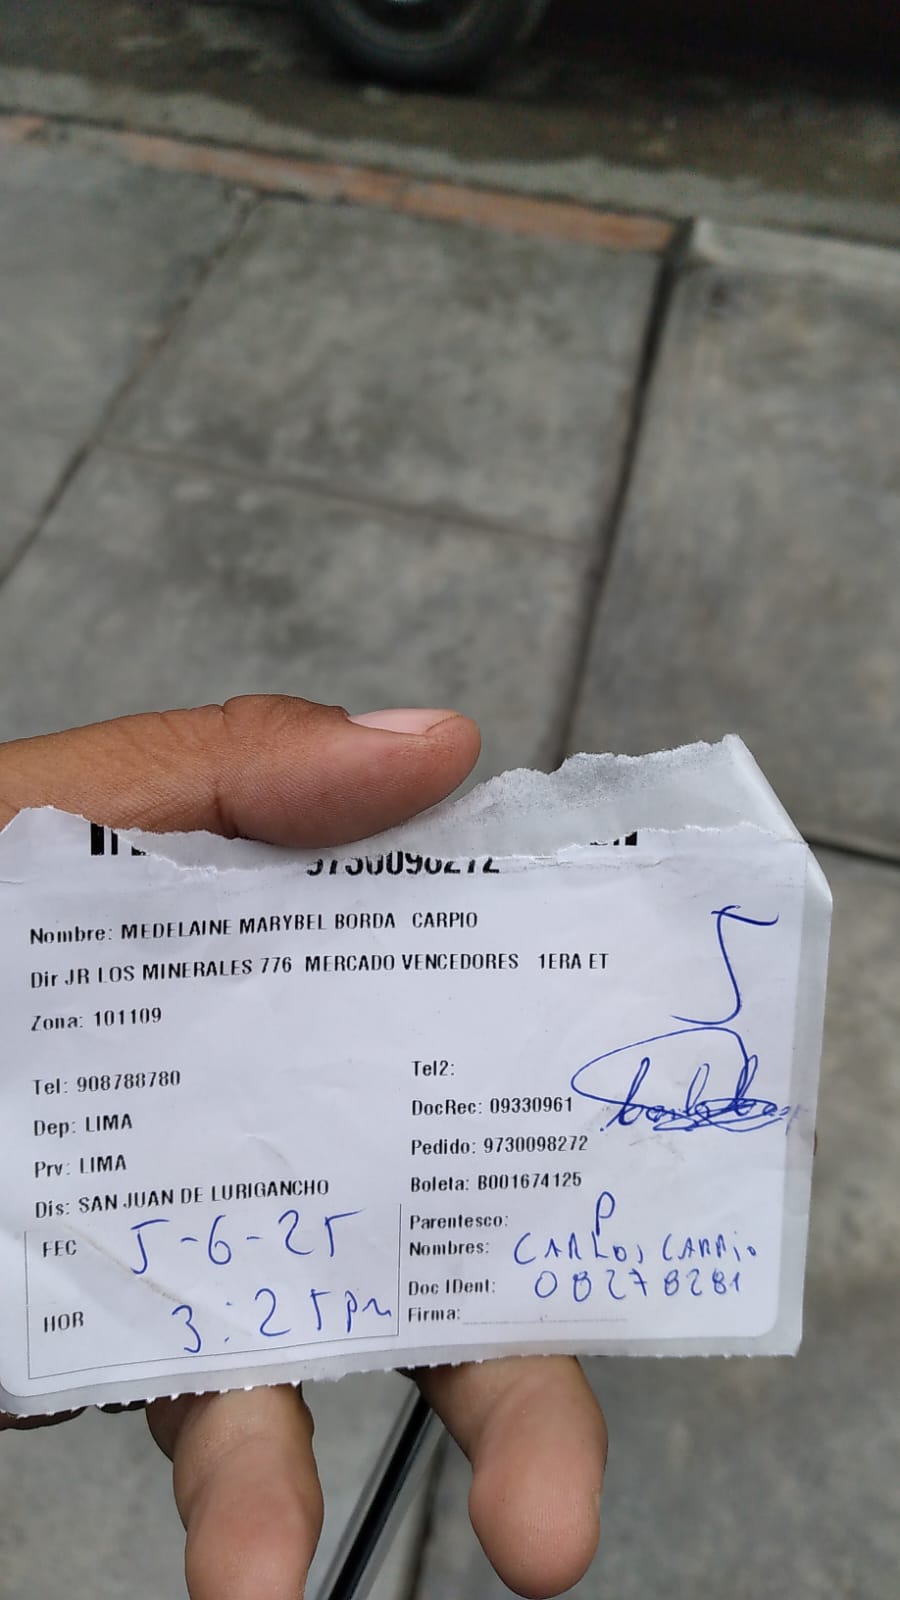 9730098272
Nombre: MEDELAINE MARYBEL BORDA CARPIO
Dir JR LOS MINERALES 776 MERCADO VENCEDORES 1ERA ET
Zona: 101109
Tel: 908788780
Tel2:
Dep: LIMA
DocRec: 09330961
Prv: LIMA
Pedido: 9730098272
Dis: SAN JUAN DE LURIGANCHO
Boleta: B001674125
Parentesco: P
FEC 5-6-25
Nombres: CARLOS CARPIO
Doc IDent: 08278281
HOR 3:25 pm
Firma: